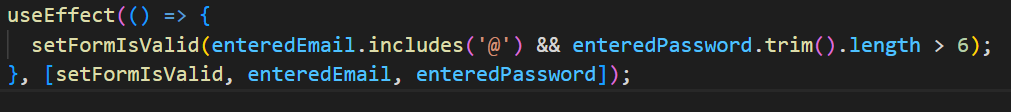 useEffect(() => {
  setFormIsValid(enteredEmail.includes('@') && enteredPassword.trim().length > 6);
}, [setFormIsValid, enteredEmail, enteredPassword]);